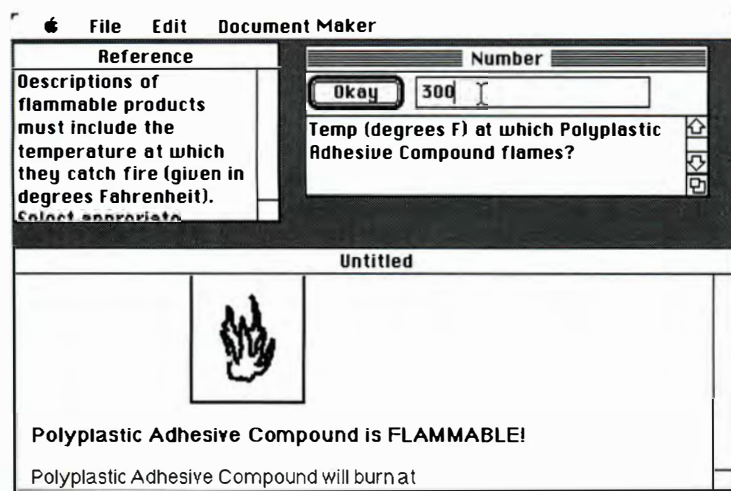 File Edit Document Maker
Reference
Descriptions of
flammable products
must include the
temperature at which
they catch fire (given in
degrees Fahrenheit).
Select approriate
Number
Okay 300
Temp (degrees F) at which Polyplastic
Adhesive Compound flames?
Untitled
Polyplastic Adhesive Compound is FLAMMABLE!
Polyplastic Adhesive Compound will burn at